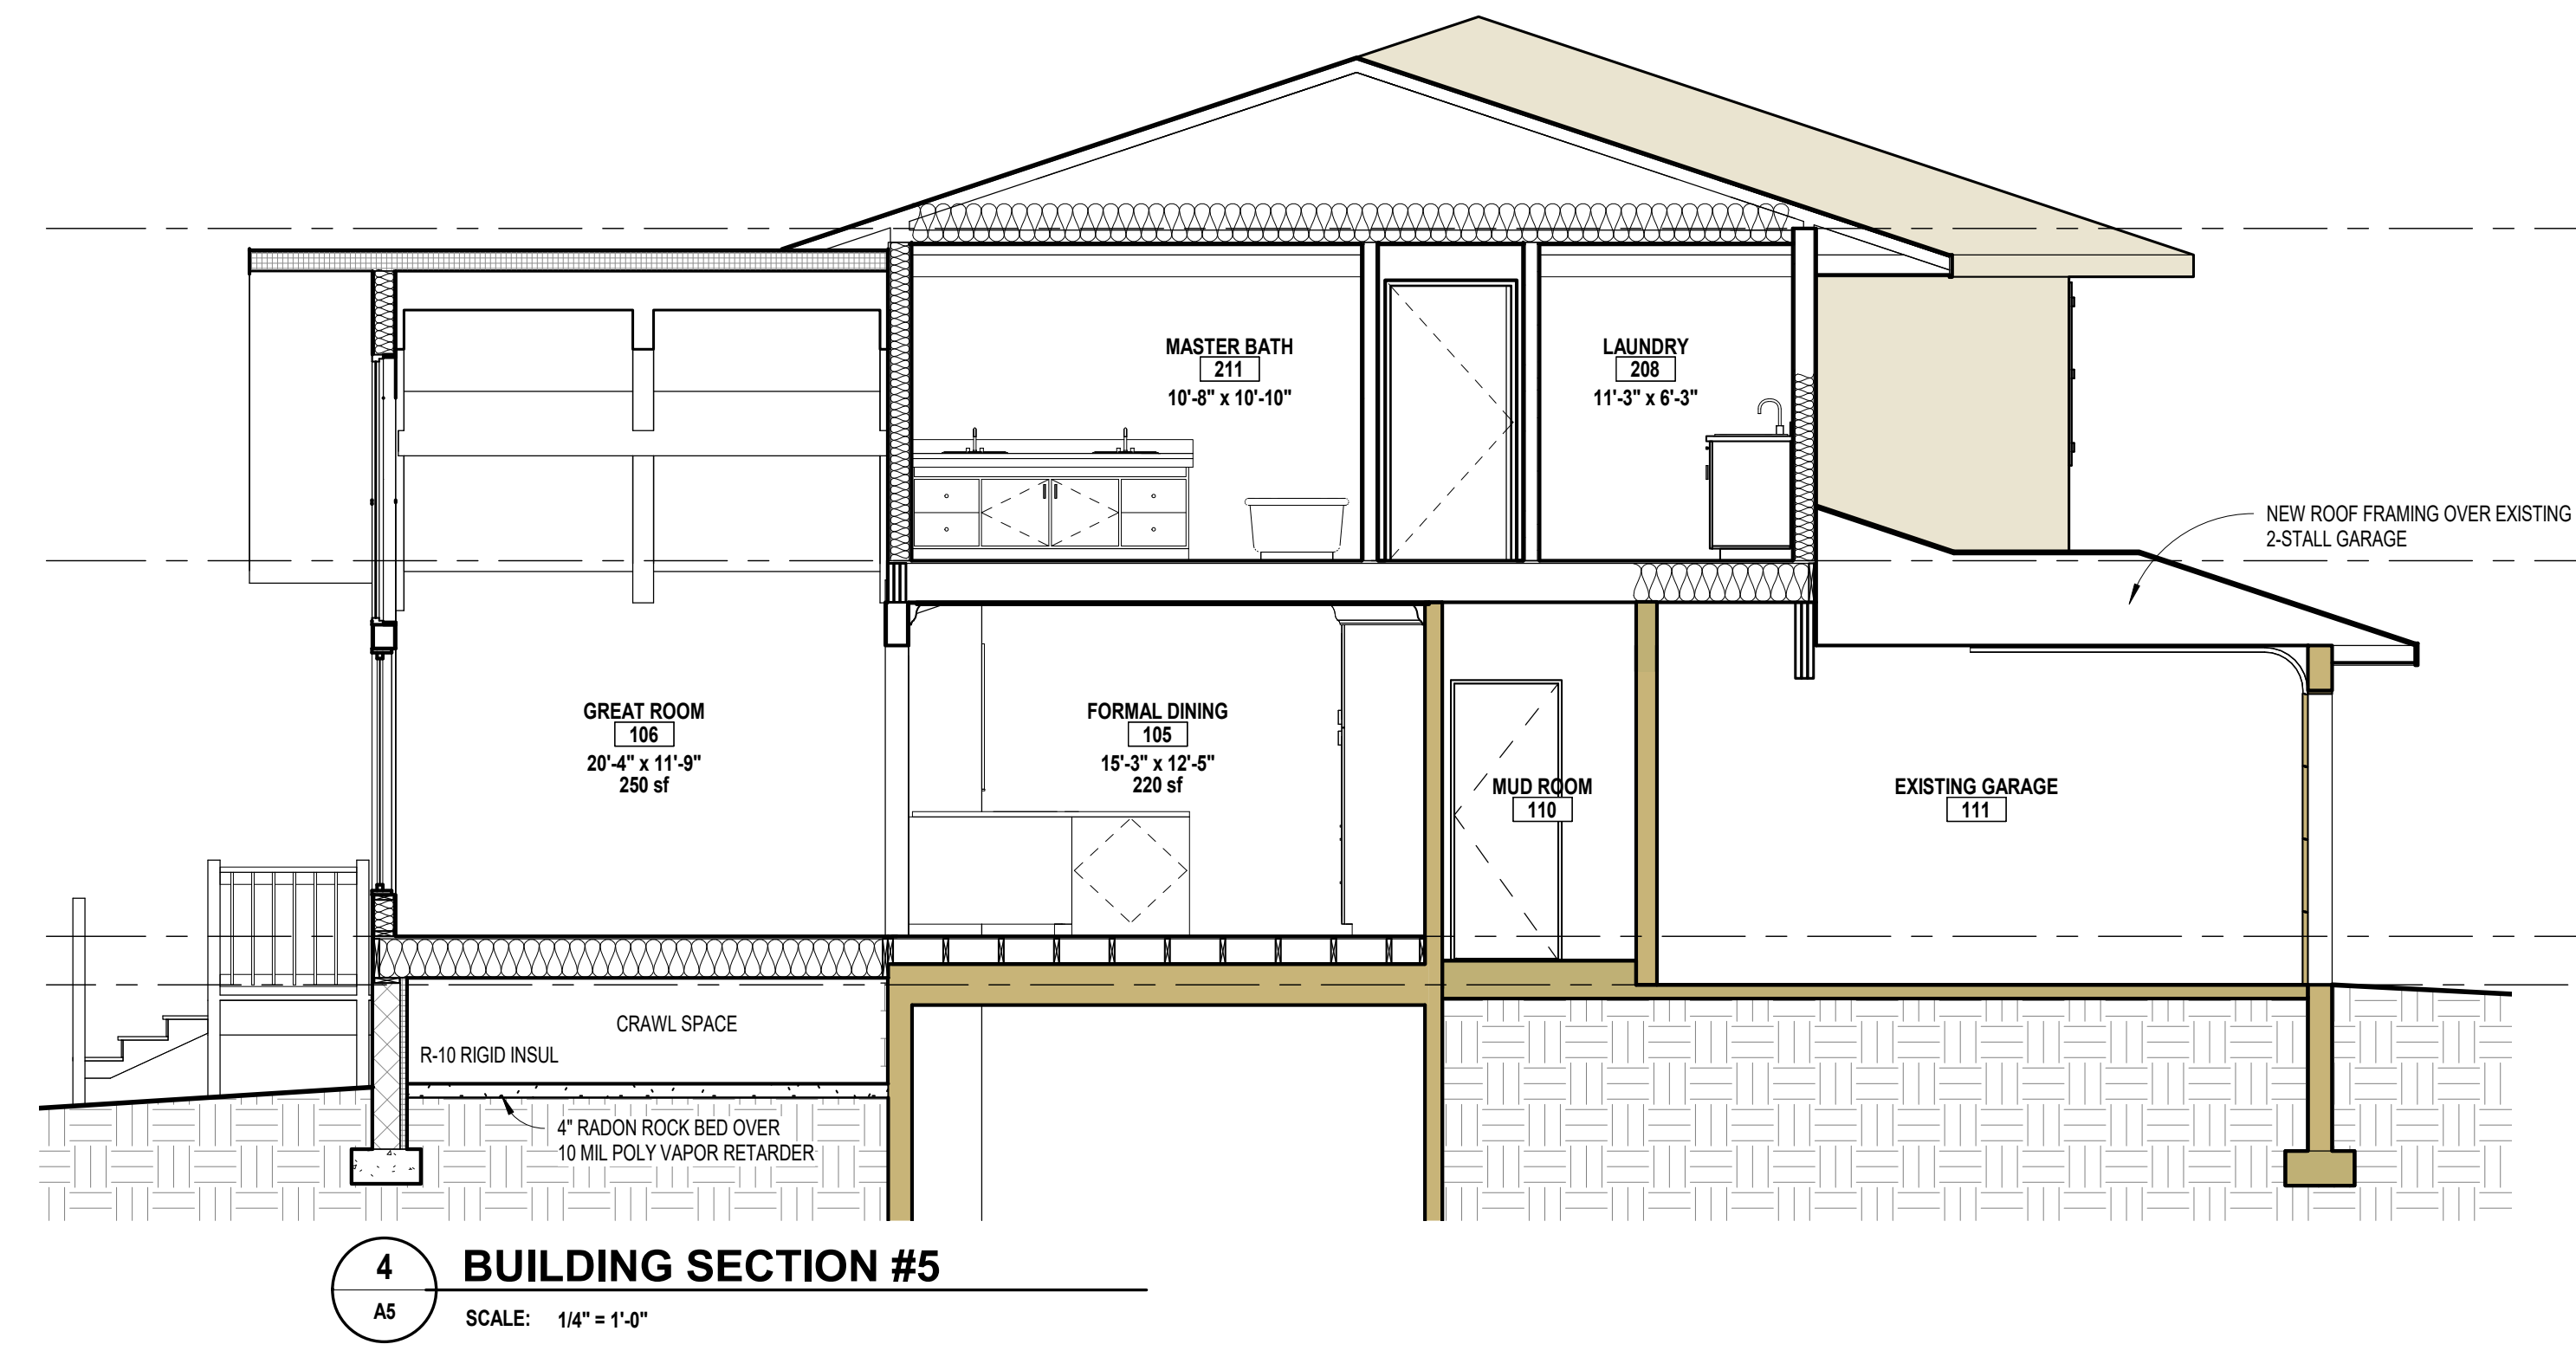 MASTER BATH
211
10'-8" x 10'-10"
LAUNDRY
208
11'-3" x 6'-3"
NEW ROOF FRAMING OVER EXISTING
2-STALL GARAGE
GREAT ROOM
106
20'-4" x 11'-9"
250 sf
FORMAL DINING
105
15'-3" x 12'-5"
220 sf
MUD ROOM
110
EXISTING GARAGE
111
CRAWL SPACE
R-10 RIGID INSUL
4" RADON ROCK BED OVER
10 MIL POLY VAPOR RETARDER
4
A5
BUILDING SECTION #5
SCALE: 1/4" = 1'-0"